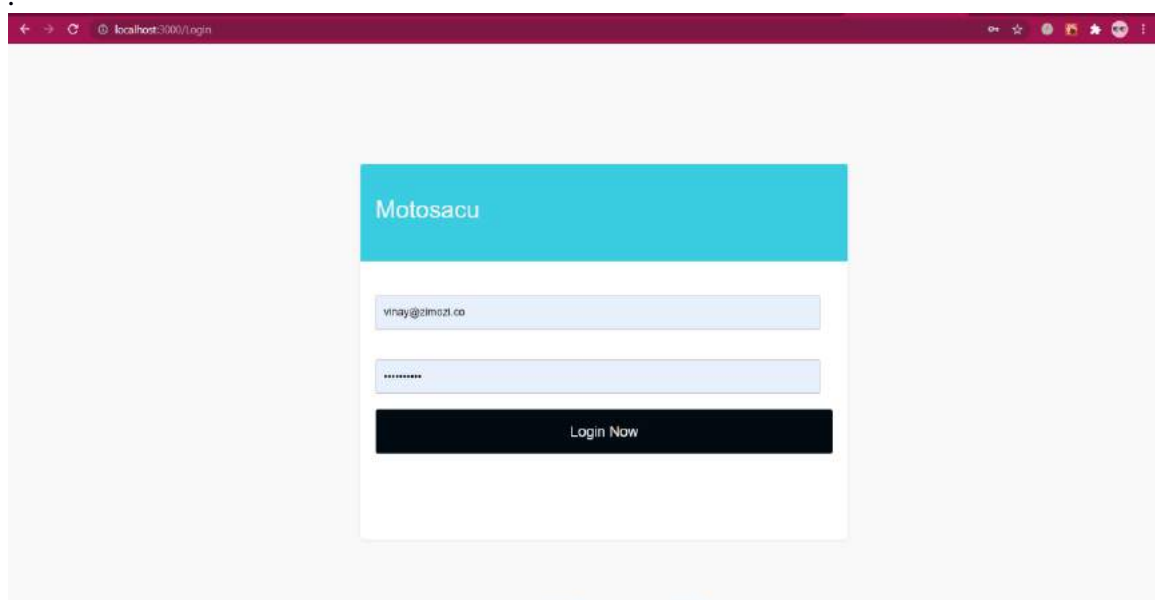 localhost:3000/Login
Motosacu
vinay@zimozi.co
••••••••••
Login Now